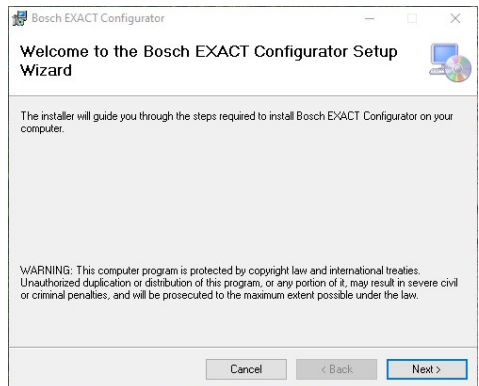 Bosch EXACT Configurator
Welcome to the Bosch EXACT Configurator Setup
Wizard
The installer will guide you through the steps required to install Bosch EXACT Configurator on your
computer.
WARNING: This computer program is protected by copyright law and international treaties.
Unauthorized duplication or distribution of this program, or any portion of it, may result in severe civil
or criminal penalties, and will be prosecuted to the maximum extent possible under the law.
Cancel
< Back
Next >